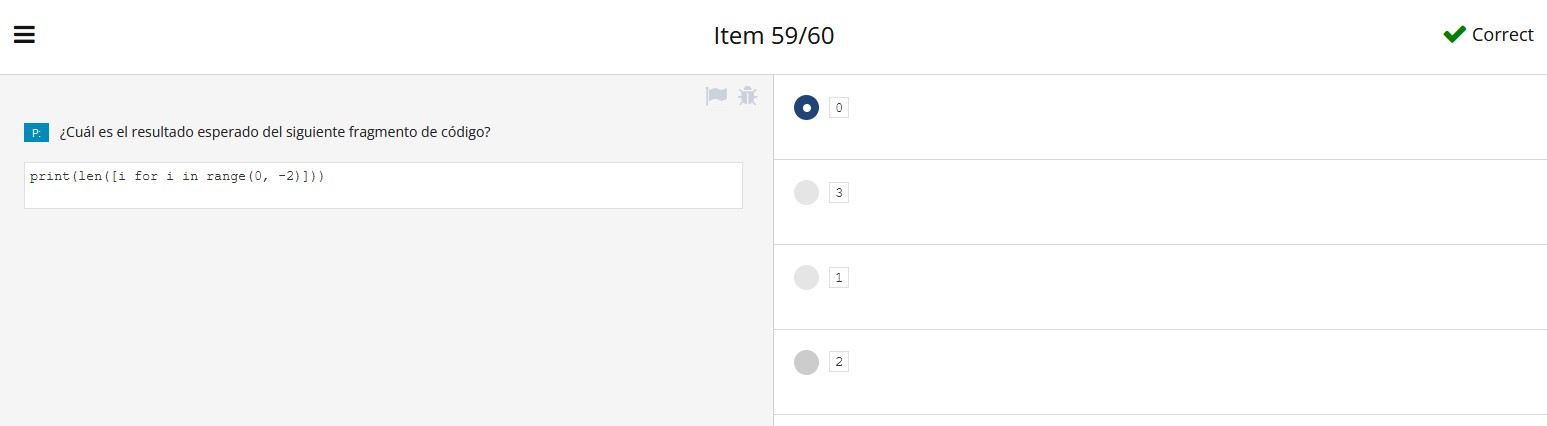 Item 59/60
Correct
P: ¿Cuál es el resultado esperado del siguiente fragmento de código?
print(len([i for i in range(0, -2)]))
0
3
1
2